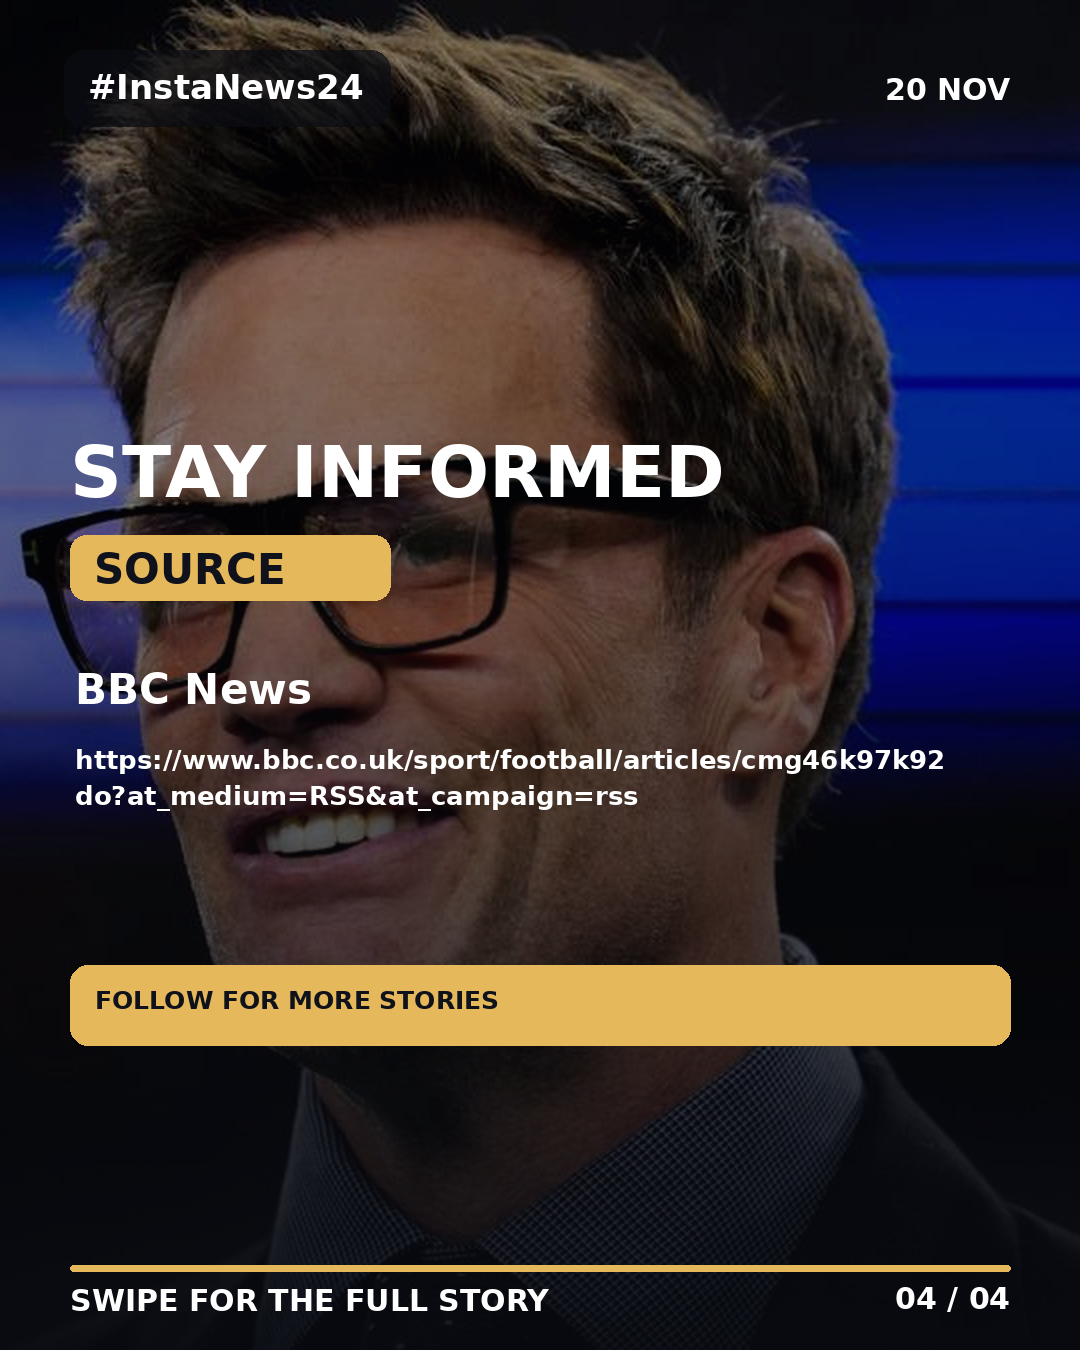 #InstaNews24
20 NOV
STAY INFORMED
SOURCE
BBC News
https://www.bbc.co.uk/sport/football/articles/cmg46k97k92
do?at_medium=RSS&at_campaign=rss
FOLLOW FOR MORE STORIES
SWIPE FOR THE FULL STORY
04 / 04